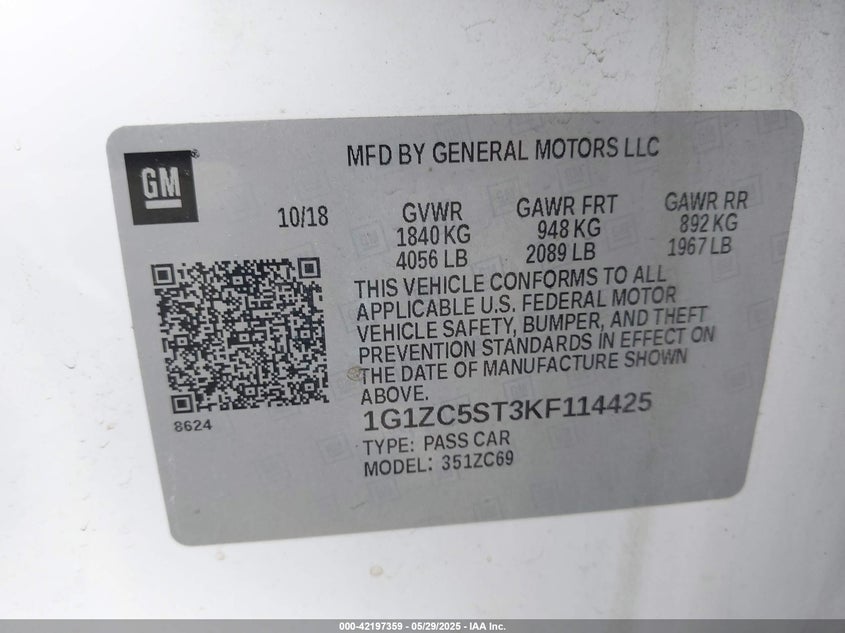 GM
MFD BY GENERAL MOTORS LLC
10/18
GVWR
1840 KG
4056 LB
GAWR FRT
948 KG
2089 LB
GAWR RR
892 KG
1967 LB
THIS VEHICLE CONFORMS TO ALL
APPLICABLE U.S. FEDERAL MOTOR
VEHICLE SAFETY, BUMPER, AND THEFT
PREVENTION STANDARDS IN EFFECT ON
THE DATE OF MANUFACTURE SHOWN
ABOVE.
8624
1G1ZC5ST3KF114425
TYPE: PASS CAR
MODEL: 351ZC69
000-42197359 - 05/29/2025 - IAA Inc.